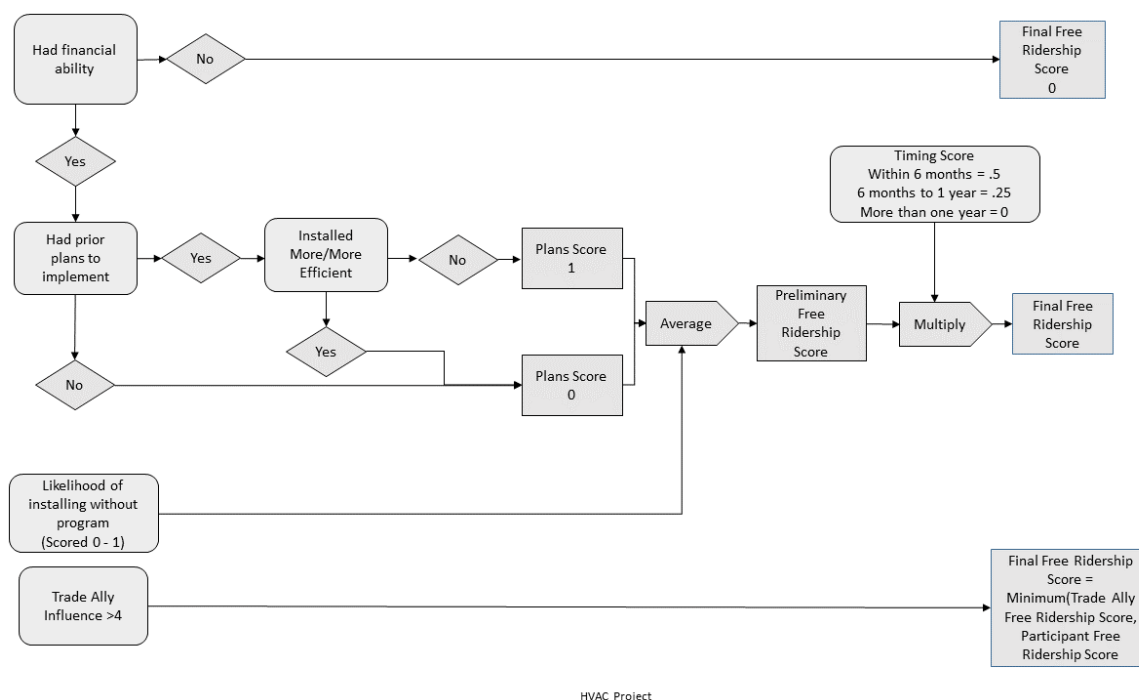 Had financial
ability
No
Final Free
Ridership
Score
0
Yes
Timing Score
Within 6 months = .5
6 months to 1 year = .25
More than one year = 0
Had prior
plans to
implement
Yes
Installed
More/More
Efficient
No
Plans Score
1
Average
Preliminary
Free
Ridership
Score
Multiply
Final Free
Ridership
Score
Yes
No
Plans Score
0
Likelihood of
installing without
program
(Scored 0 - 1)
Trade Ally
Influence >4
Final Free Ridership
Score =
Minimum(Trade Ally
Free Ridership Score,
Participant Free
Ridership Score
HVAC Project